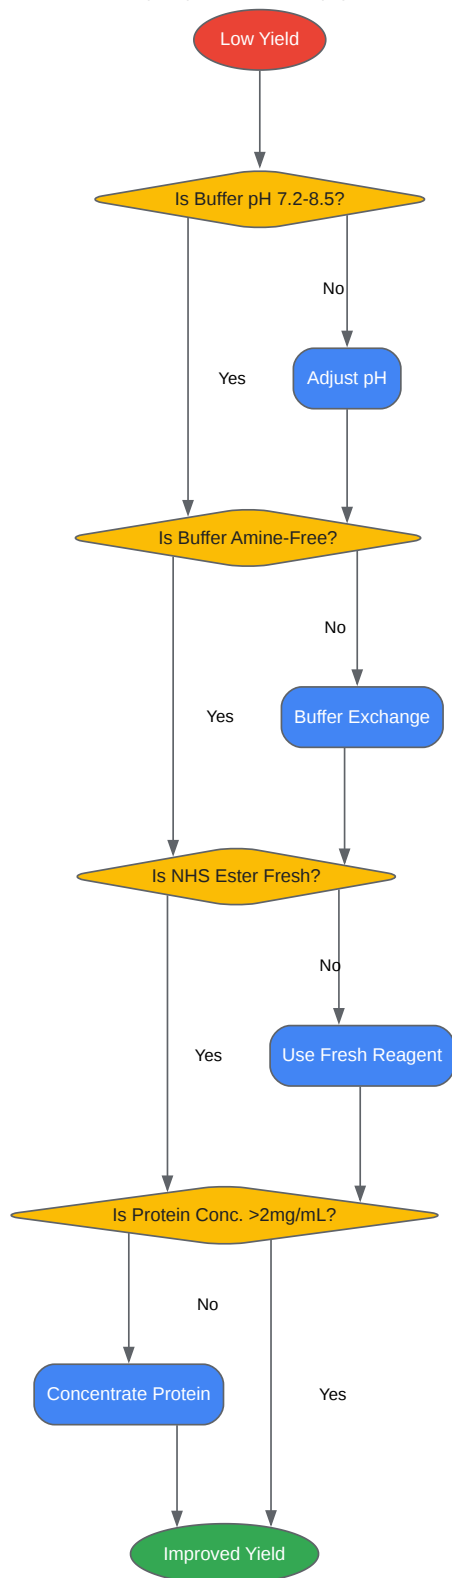 Low Yield
Is Buffer pH 7.2-8.5?
No
Adjust pH
Yes
Is Buffer Amine-Free?
No
Buffer Exchange
Yes
Is NHS Ester Fresh?
No
Use Fresh Reagent
Yes
Is Protein Conc. >2mg/mL?
No
Concentrate Protein
Yes
Improved Yield